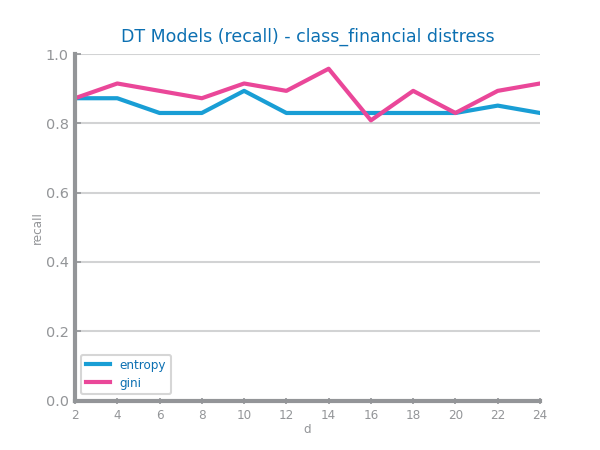 DT Models (recall) - class_financial distress
1.0
0.8
0.6
0.4
0.2
0.0
recall
entropy
gini
2 4 6 8 10 12 14 16 18 20 22 24
d